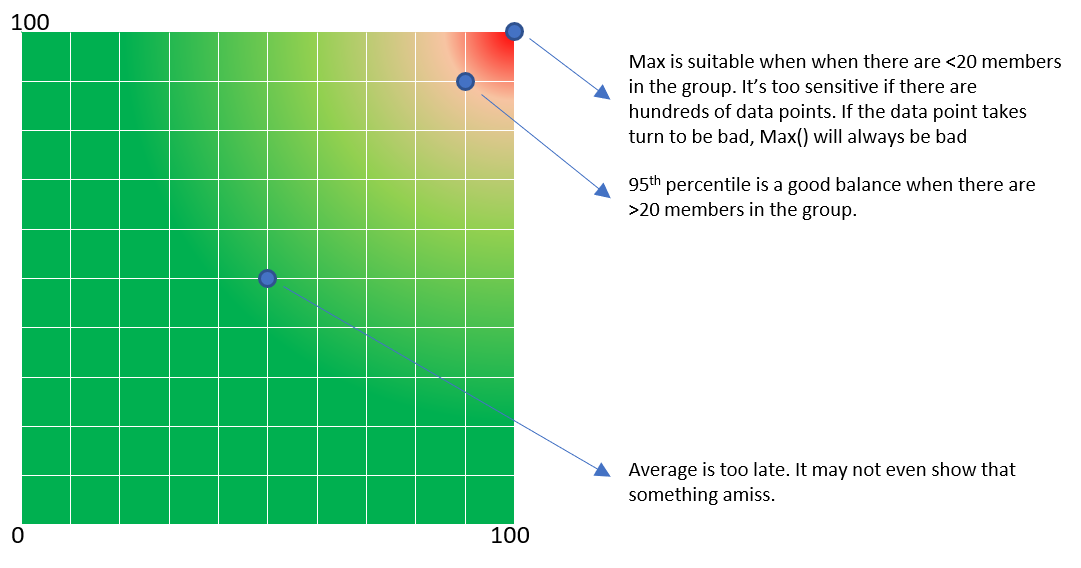 100
Max is suitable when when there are <20 members
in the group. It’s too sensitive if there are
hundreds of data points. If the data point takes
turn to be bad, Max() will always be bad
95th percentile is a good balance when there are
>20 members in the group.
Average is too late. It may not even show that
something amiss.
0
100